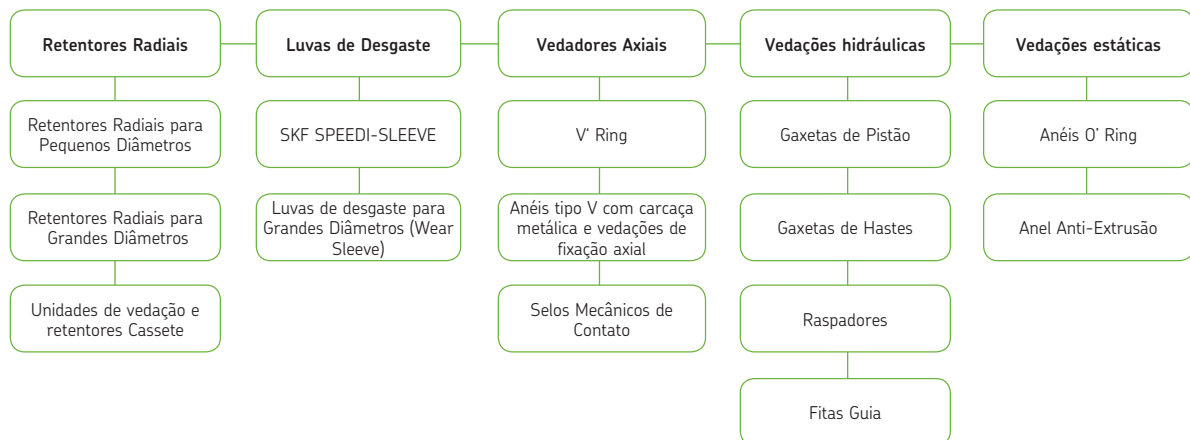 Retentores Radiais
Luvas de Desgaste
Vedadores Axiais
Vedações hidráulicas
Vedações estáticas
Retentores Radiais para
Pequenos Diâmetros
SKF SPEEDI-SLEEVE
V‘ Ring
Gaxetas de Pistão
Anéis O’ Ring
Retentores Radiais para
Grandes Diâmetros
Luvas de desgaste para
Grandes Diâmetros (Wear
Sleeve)
Anéis tipo V com carcaça
metálica e vedações de
fixação axial
Gaxetas de Hastes
Anel Anti-Extrusão
Unidades de vedação e
retentores Cassete
Selos Mecânicos de
Contato
Raspadores
Fitas Guia